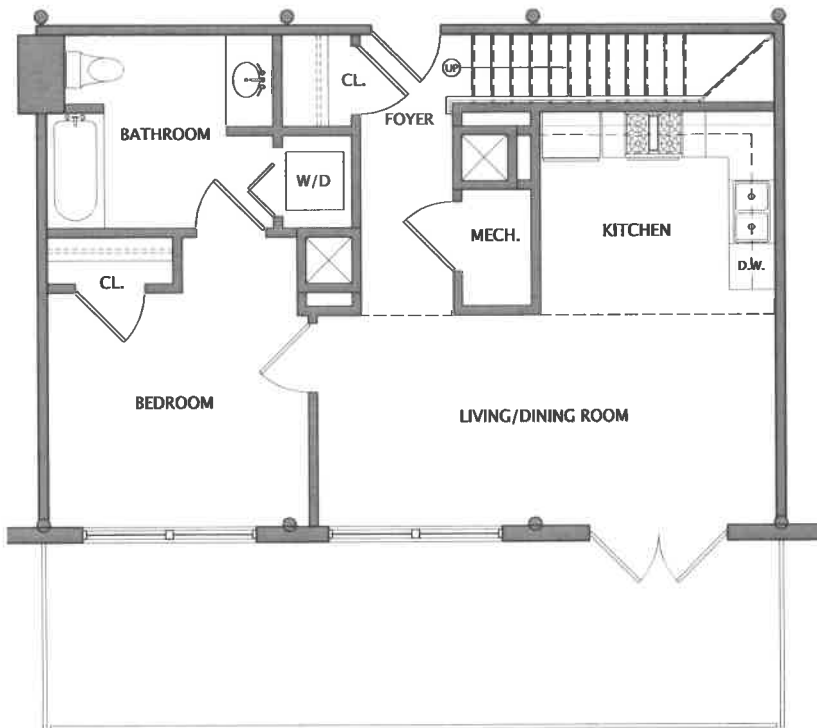 UP
CL.
FOYER
BATHROOM
W/D
MECH.
KITCHEN
D.W.
CL.
BEDROOM
LIVING/DINING ROOM